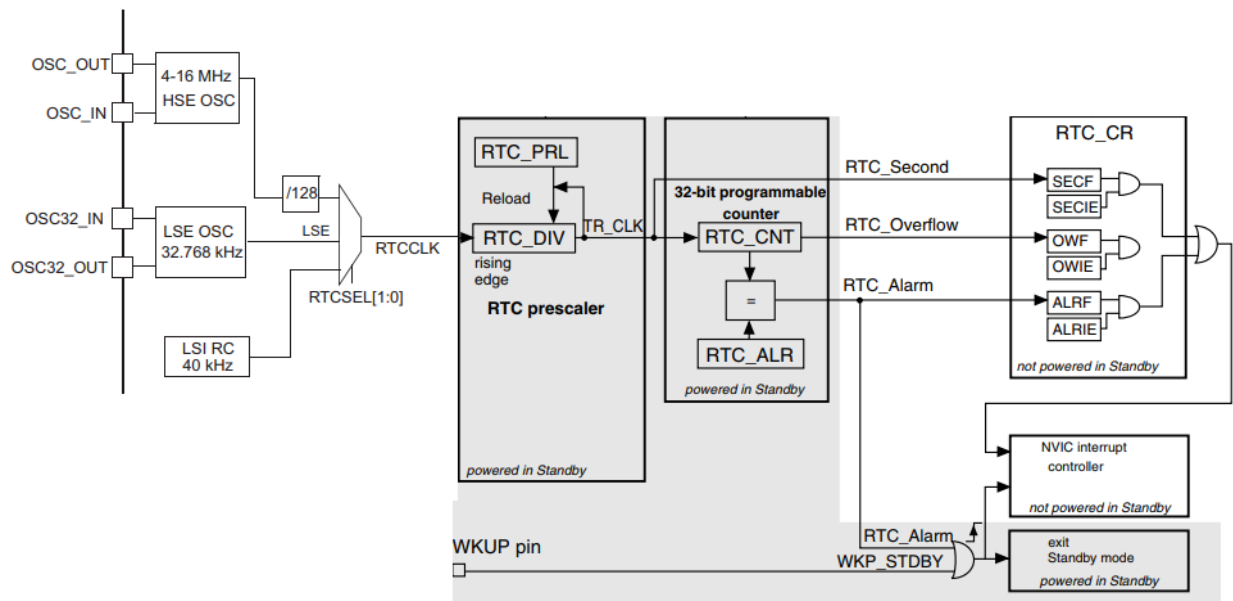 OSC_OUT
OSC_IN
4-16 MHz
HSE OSC
/128
OSC32_IN
OSC32_OUT
LSE OSC
32.768 kHz
LSE
RTCCLK
RTCSEL[1:0]
LSI RC
40 kHz
RTC_PRL
Reload
RTC_DIV
TR_CLK
rising
edge
RTC prescaler
powered in Standby
32-bit programmable
counter
RTC_CNT
=
RTC_ALR
powered in Standby
RTC_Second
RTC_Overflow
RTC_Alarm
RTC_CR
SECF
SECIE
OWF
OWIE
ALRF
ALRIE
not powered in Standby
NVIC interrupt
controller
not powered in Standby
WKUP pin
RTC_Alarm
WKP_STDBY
exit
Standby mode
powered in Standby